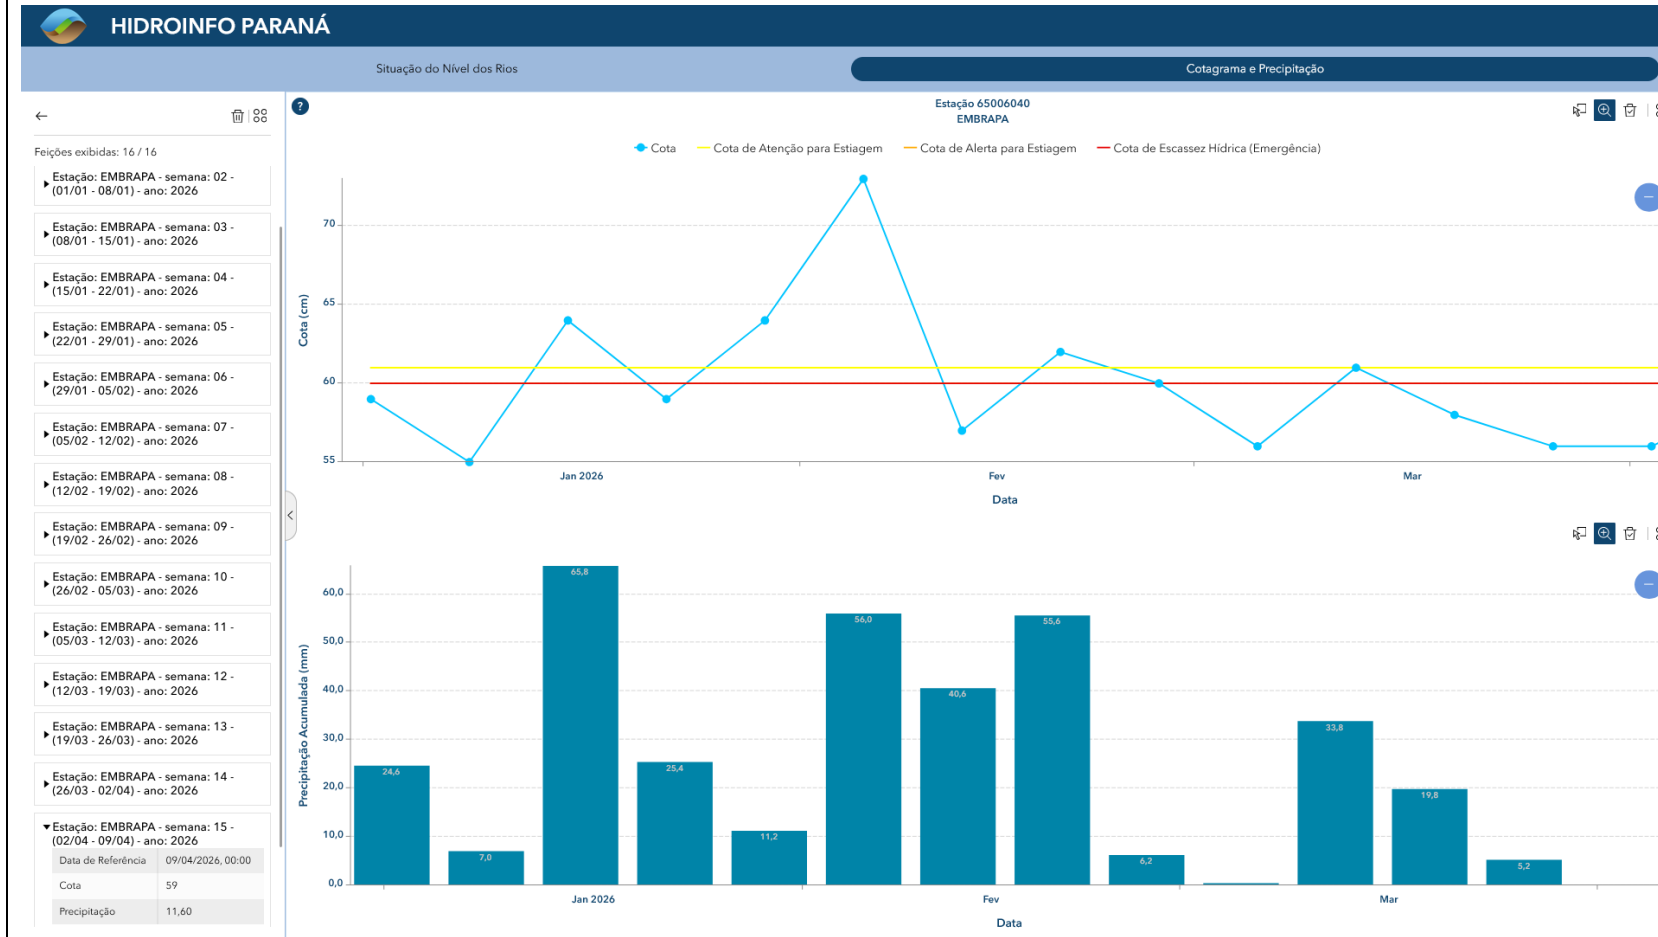 HIDROINFO PARANÁ
Situação do Nível dos Rios
Cotagrama e Precipitação
Feições exibidas: 16 / 16
Estação: EMBRAPA - semana: 02 -
(01/01 - 08/01) - ano: 2026
Estação: EMBRAPA - semana: 03 -
(08/01 - 15/01) - ano: 2026
Estação: EMBRAPA - semana: 04 -
(15/01 - 22/01) - ano: 2026
Estação: EMBRAPA - semana: 05 -
(22/01 - 29/01) - ano: 2026
Estação: EMBRAPA - semana: 06 -
(29/01 - 05/02) - ano: 2026
Estação: EMBRAPA - semana: 07 -
(05/02 - 12/02) - ano: 2026
Estação: EMBRAPA - semana: 08 -
(12/02 - 19/02) - ano: 2026
Estação: EMBRAPA - semana: 09 -
(19/02 - 26/02) - ano: 2026
Estação: EMBRAPA - semana: 10 -
(26/02 - 05/03) - ano: 2026
Estação: EMBRAPA - semana: 11 -
(05/03 - 12/03) - ano: 2026
Estação: EMBRAPA - semana: 12 -
(12/03 - 19/03) - ano: 2026
Estação: EMBRAPA - semana: 13 -
(19/03 - 26/03) - ano: 2026
Estação: EMBRAPA - semana: 14 -
(26/03 - 02/04) - ano: 2026
Estação: EMBRAPA - semana: 15 -
(02/04 - 09/04) - ano: 2026
Data de Referência 09/04/2026, 00:00
Cota 59
Precipitação 11,60
?
Estação 65006040
EMBRAPA
Cota Cota de Atenção para Estiagem Cota de Alerta para Estiagem Cota de Escassez Hídrica (Emergência)
Cota (cm)
70
65
60
55
Jan 2026 Fev Mar
Data
Precipitação Acumulada (mm)
60,0
50,0
40,0
30,0
20,0
10,0
0,0
24,6
7,0
65,8
25,4
11,2
56,0
40,6
55,6
6,2
33,8
19,8
5,2
Jan 2026 Fev Mar
Data